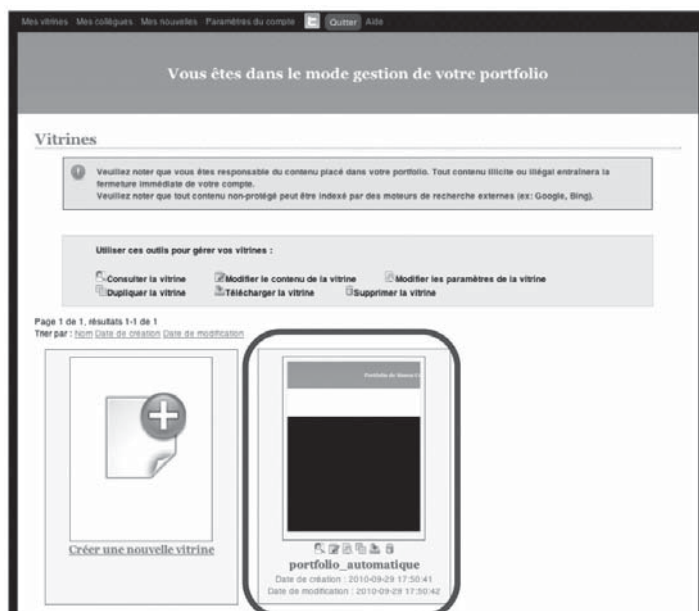 Mes vitrines Mes collègues Mes nouvelles Paramètres du compte Quitter Aide
Vous êtes dans le mode gestion de votre portfolio
Vitrines
Veuillez noter que vous êtes responsable du contenu placé dans votre portfolio. Tout contenu illicite ou illégal entraînera la
fermeture immédiate de votre compte.
Veuillez noter que tout contenu non-protégé peut être indexé par des moteurs de recherche externes (ex: Google, Bing).
Utiliser ces outils pour gérer vos vitrines :
Consulter la vitrine Modifier le contenu de la vitrine Modifier les paramètres de la vitrine
Dupliquer la vitrine Télécharger la vitrine Supprimer la vitrine
Page 1 de 1, résultats 1-1 de 1
Trier par : Nom Date de création Date de modification
Portfolio de
Créer une nouvelle vitrine
portfolio_automatique
Date de création : 2010-09-29 17:50:41
Date de modification : 2010-09-29 17:50:42